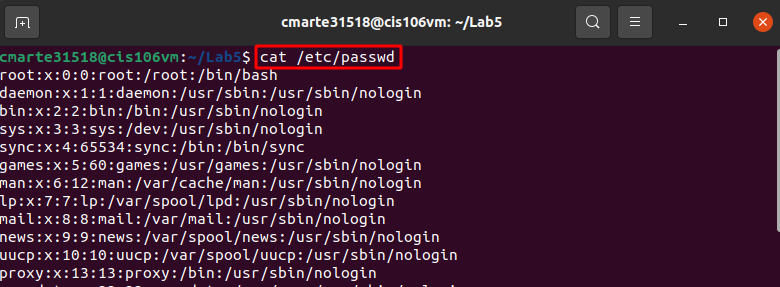 cmarte31518@cis106vm: ~/Lab5
cmarte31518@cis106vm:~/Lab5$ cat /etc/passwd
root:x:0:0:root:/root:/bin/bash
daemon:x:1:1:daemon:/usr/sbin:/usr/sbin/nologin
bin:x:2:2:bin:/bin:/usr/sbin/nologin
sys:x:3:3:sys:/dev:/usr/sbin/nologin
sync:x:4:65534:sync:/bin:/bin/sync
games:x:5:60:games:/usr/games:/usr/sbin/nologin
man:x:6:12:man:/var/cache/man:/usr/sbin/nologin
lp:x:7:7:lp:/var/spool/lpd:/usr/sbin/nologin
mail:x:8:8:mail:/var/mail:/usr/sbin/nologin
news:x:9:9:news:/var/spool/news:/usr/sbin/nologin
uucp:x:10:10:uucp:/var/spool/uucp:/usr/sbin/nologin
proxy:x:13:13:proxy:/bin:/usr/sbin/nologin